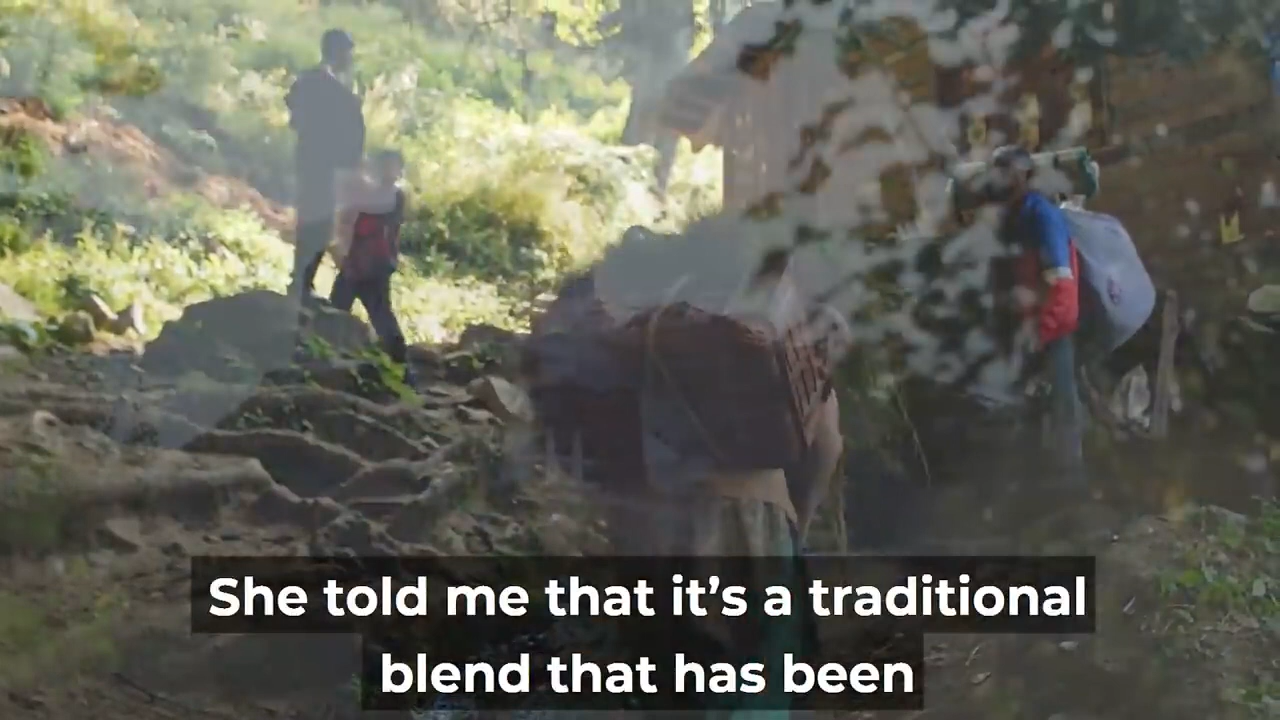 She told me that it’s a traditional
blend that has been